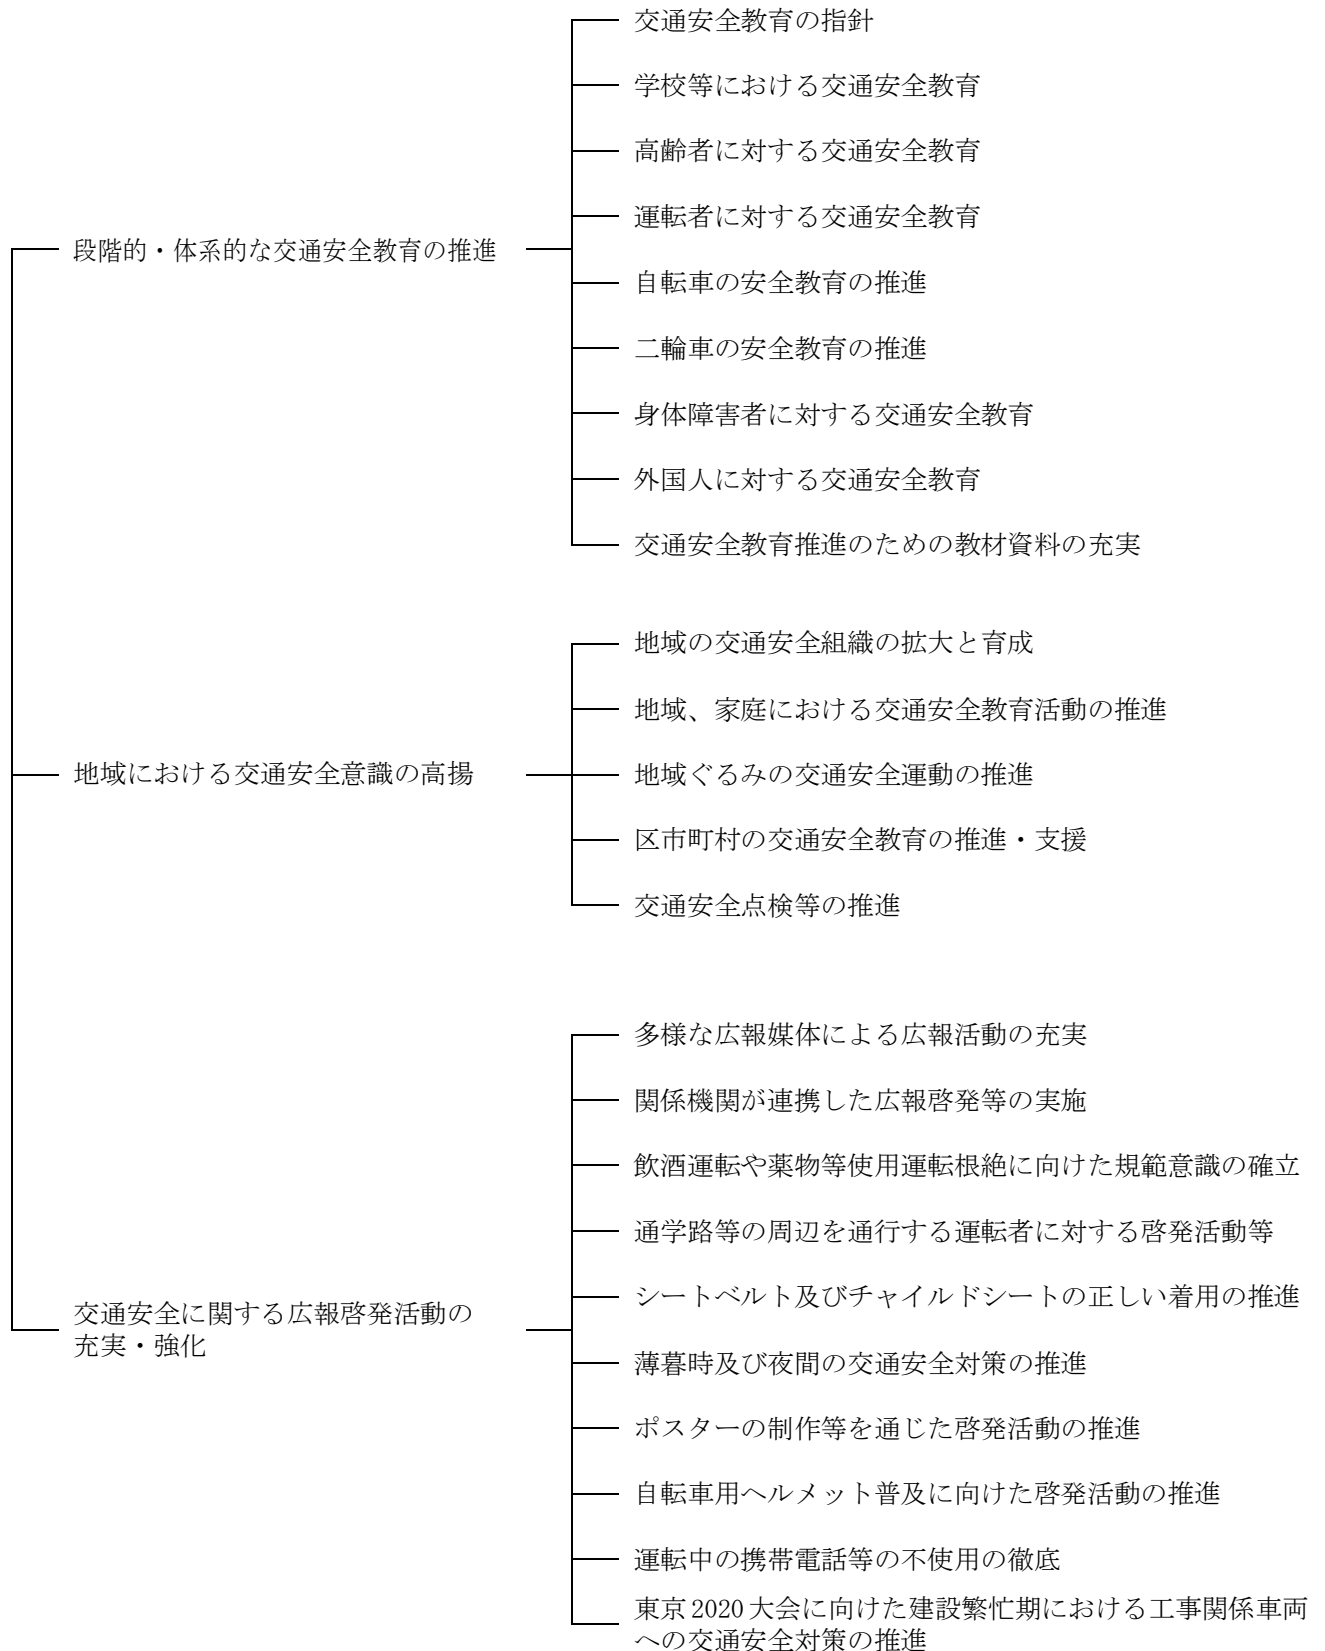 段階的・体系的な交通安全教育の推進
交通安全教育の指針
学校等における交通安全教育
高齢者に対する交通安全教育
運転者に対する交通安全教育
自転車の安全教育の推進
二輪車の安全教育の推進
身体障害者に対する交通安全教育
外国人に対する交通安全教育
交通安全教育推進のための教材資料の充実
地域における交通安全意識の高揚
地域の交通安全組織の拡大と育成
地域、家庭における交通安全教育活動の推進
地域ぐるみの交通安全運動の推進
区市町村の交通安全教育の推進・支援
交通安全点検等の推進
交通安全に関する広報啓発活動の
充実・強化
多様な広報媒体による広報活動の充実
関係機関が連携した広報啓発等の実施
飲酒運転や薬物等使用運転根絶に向けた規範意識の確立
通学路等の周辺を通行する運転者に対する啓発活動等
シートベルト及びチャイルドシートの正しい着用の推進
薄暮時及び夜間の交通安全対策の推進
ポスターの制作等を通じた啓発活動の推進
自転車用ヘルメット普及に向けた啓発活動の推進
運転中の携帯電話等の不使用の徹底
東京2020大会に向けた建設繁忙期における工事関係車両
への交通安全対策の推進